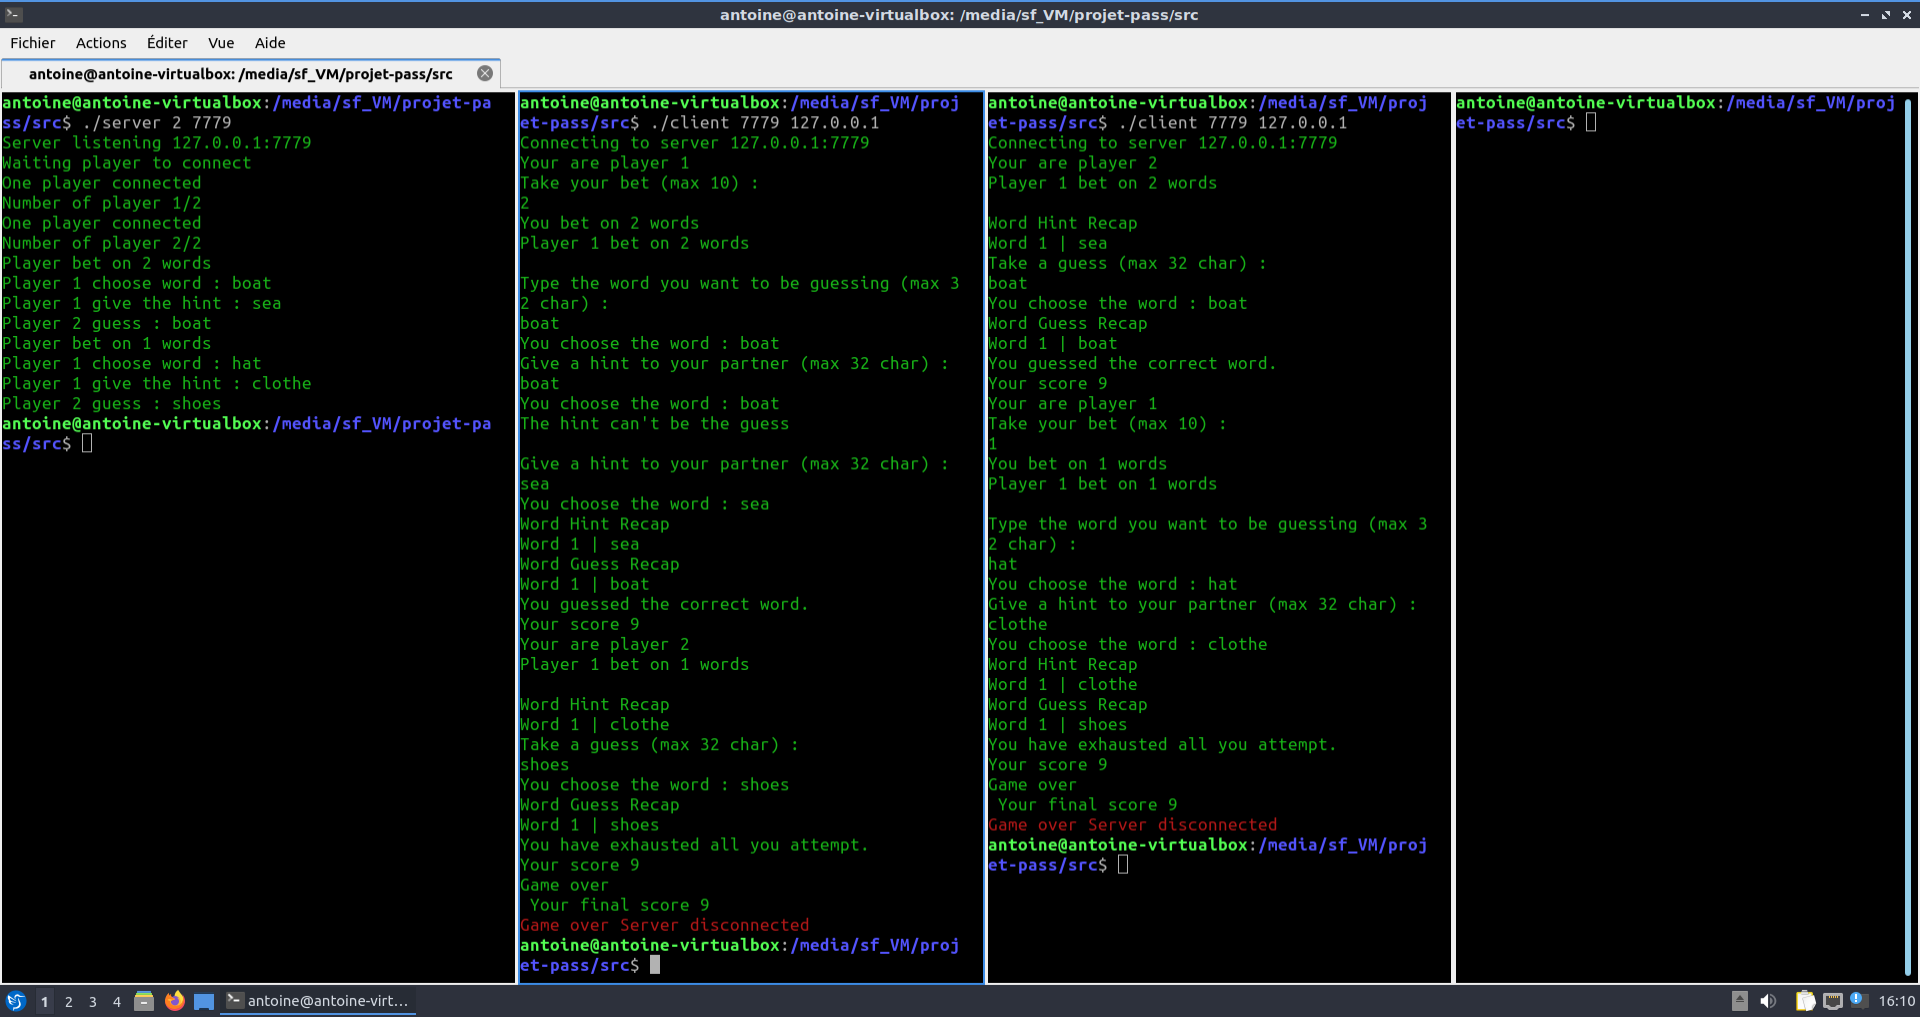 antoine@antoine-virtualbox: /media/sf_VM/projet-pass/src
Fichier Actions Éditer Vue Aide
antoine@antoine-virtualbox: /media/sf_VM/projet-pass/src
antoine@antoine-virtualbox:/media/sf_VM/projet-pa
ss/src$ ./server 2 7779
Server listening 127.0.0.1:7779
Waiting player to connect
One player connected
Number of player 1/2
One player connected
Number of player 2/2
Player bet on 2 words
Player 1 choose word : boat
Player 1 give the hint : sea
Player 2 guess : boat
Player bet on 1 words
Player 1 choose word : hat
Player 1 give the hint : clothe
Player 2 guess : shoes
antoine@antoine-virtualbox:/media/sf_VM/projet-pa
ss/src$
antoine@antoine-virtualbox:/media/sf_VM/proj
et-pass/src$ ./client 7779 127.0.0.1
Connecting to server 127.0.0.1:7779
Your are player 1
Take your bet (max 10) :
2
You bet on 2 words
Player 1 bet on 2 words
Type the word you want to be guessing (max 3
2 char) :
boat
You choose the word : boat
Give a hint to your partner (max 32 char) :
boat
You choose the word : boat
The hint can't be the guess
Give a hint to your partner (max 32 char) :
sea
You choose the word : sea
Word Hint Recap
Word 1 | sea
Word Guess Recap
Word 1 | boat
You guessed the correct word.
Your score 9
Your are player 2
Player 1 bet on 1 words
Word Hint Recap
Word 1 | clothe
Take a guess (max 32 char) :
shoes
You choose the word : shoes
Word Guess Recap
Word 1 | shoes
You have exhausted all you attempt.
Your score 9
Game over
Your final score 9
Game over Server disconnected
antoine@antoine-virtualbox:/media/sf_VM/proj
et-pass/src$
antoine@antoine-virtualbox:/media/sf_VM/proj
et-pass/src$ ./client 7779 127.0.0.1
Connecting to server 127.0.0.1:7779
Your are player 2
Player 1 bet on 2 words
Word Hint Recap
Word 1 | sea
Take a guess (max 32 char) :
boat
You choose the word : boat
Word Guess Recap
Word 1 | boat
You guessed the correct word.
Your score 9
Your are player 1
Take your bet (max 10) :
1
You bet on 1 words
Player 1 bet on 1 words
Type the word you want to be guessing (max 3
2 char) :
hat
You choose the word : hat
Give a hint to your partner (max 32 char) :
clothe
You choose the word : clothe
Word Hint Recap
Word 1 | clothe
Word Guess Recap
Word 1 | shoes
You have exhausted all you attempt.
Your score 9
Game over
Your final score 9
Game over Server disconnected
antoine@antoine-virtualbox:/media/sf_VM/proj
et-pass/src$
antoine@antoine-virtualbox:/media/sf_VM/proj
et-pass/src$
1 2 3 4 antoine@antoine-virt... 16:10